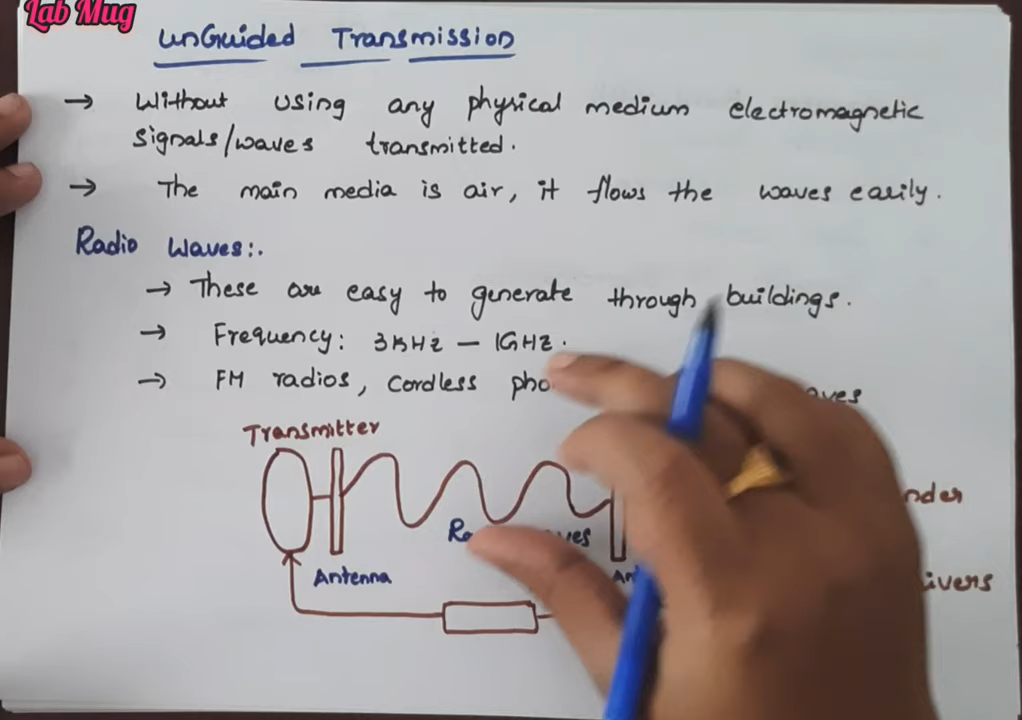 Lab Mug
unGuided Transmission
→ Without using any physical medium electromagnetic
signals/waves transmitted.
→ The main media is air, it flows the waves easily.
Radio Waves:.
→ These are easy to generate through buildings.
→ Frequency: 3KHz - 1GHz.
→ FM radios, Cordless
Transmitter
Antenna